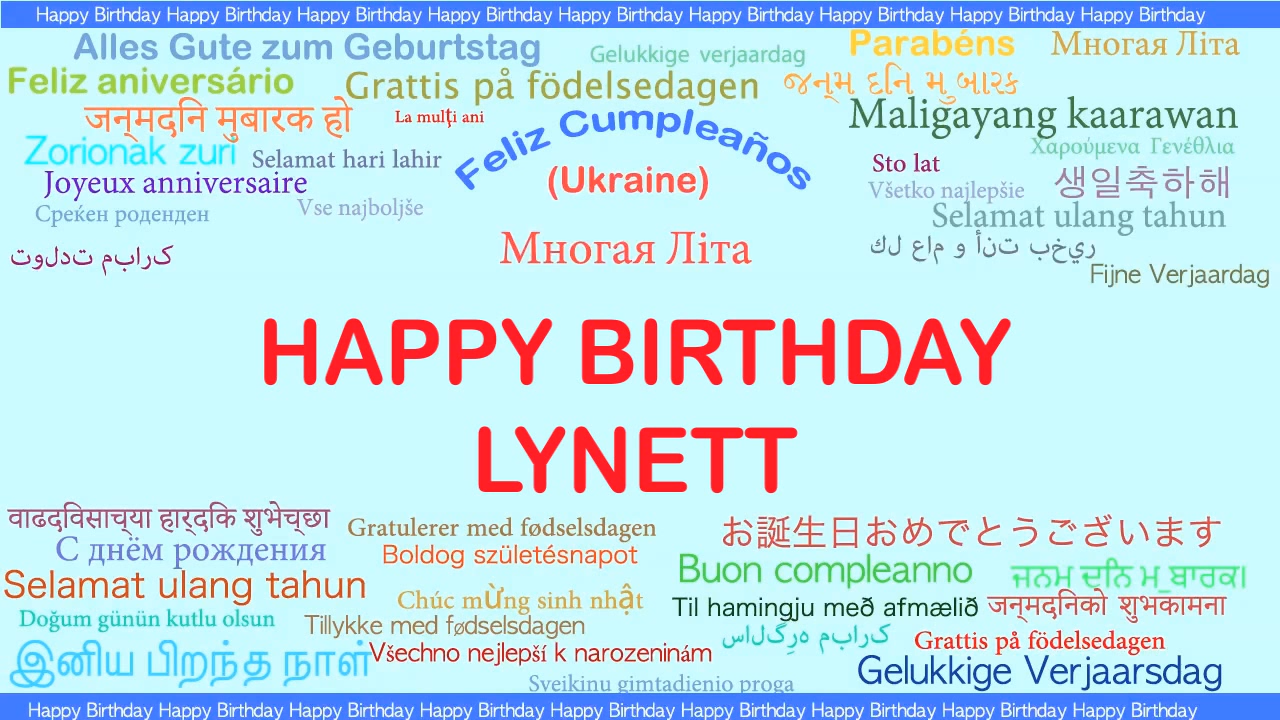 Happy Birthday Happy Birthday Happy Birthday Happy Birthday Happy Birthday Happy Birthday Happy Birthday Happy Birthday Happy Birthday
Alles Gute zum Geburtstag
Gelukkige verjaardag
Parabéns
Многая Літа
Feliz aniversário
Grattis på födelsedagen
જન્મ દિન મુબારક
जन्मदिन मुबारक हो
La mulţi ani
Feliz Cumpleaños
Maligayang kaarawan
Zorionak zuri
Selamat hari lahir
Sto lat
Χαρούμενα Γενέθλια
Joyeux anniversaire
(Ukraine)
Všetko najlepšie
생일축하해
Среќен роденден
Vse najboljše
Selamat ulang tahun
Многая Літа
تولدت مبارک
كل عام و أنت بخير
Fijne Verjaardag
HAPPY BIRTHDAY
LYNETT
वाढदिवसाच्या हार्दिक शुभेच्छा
Gratulerer med fødselsdagen
お誕生日おめでとうございます
С днём рождения
Boldog születésnapot
Buon compleanno
ਜਨਮ ਦਿਨ ਮੁਬਾਰਕ।
Selamat ulang tahun
Chúc mừng sinh nhật
Til hamingju með afmælið
जन्मदिनको शुभकामना
Doğum günün kutlu olsun
Tillykke med fødselsdagen
سالگرہ مبارک
Grattis på födelsedagen
இனிய பிறந்த நாள்
Všechno nejlepší k narozeninám
Gelukkige Verjaarsdag
Sveikinu gimtadienio proga
Happy Birthday Happy Birthday Happy Birthday Happy Birthday Happy Birthday Happy Birthday Happy Birthday Happy Birthday Happy Birthday